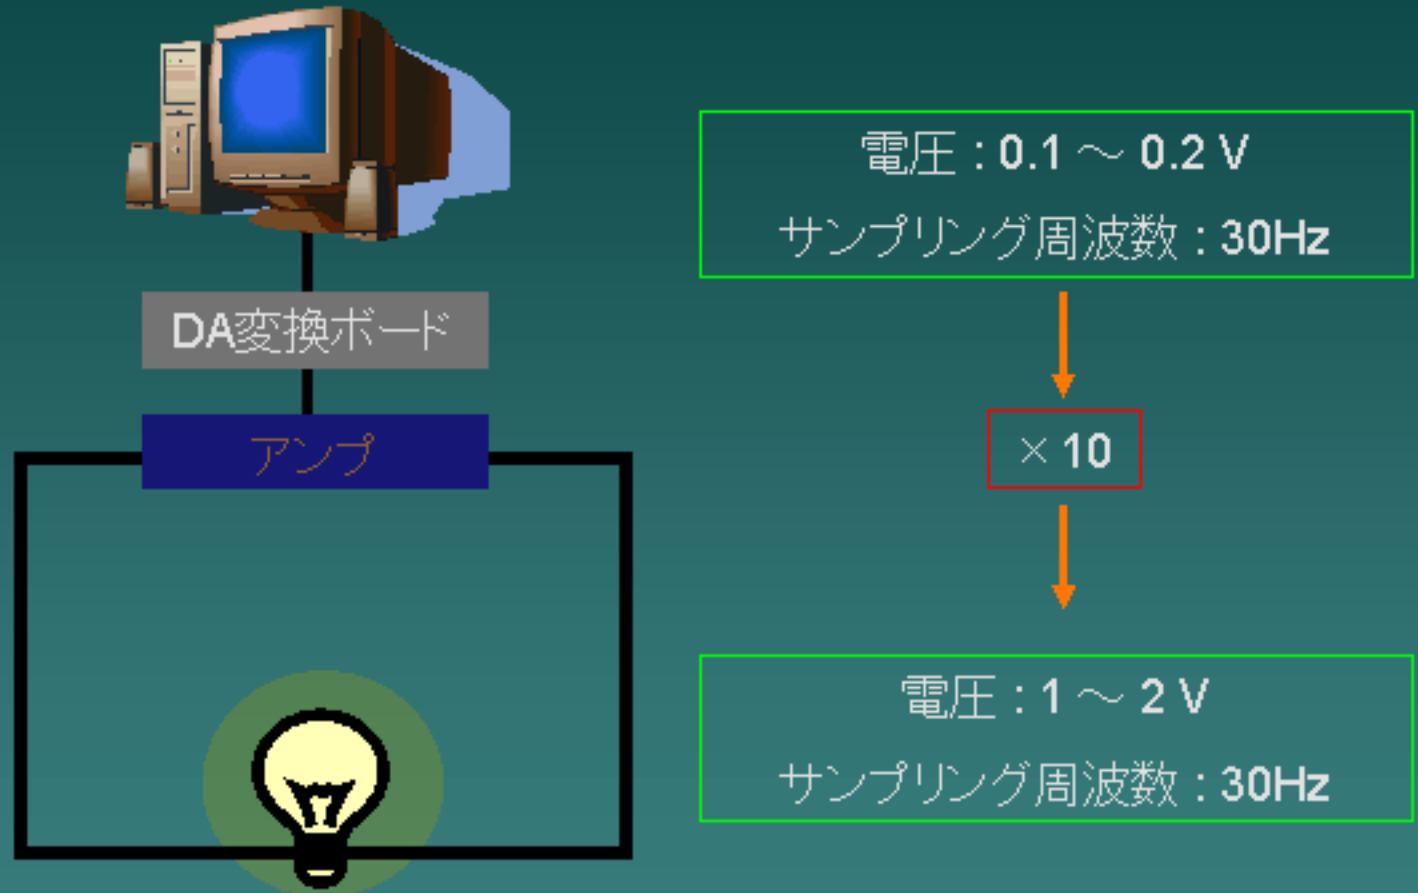 電圧 : 0.1 ～ 0.2 V
サンプリング周波数 : 30Hz
DA変換ボード
アンプ
× 10
電圧 : 1 ～ 2 V
サンプリング周波数 : 30Hz